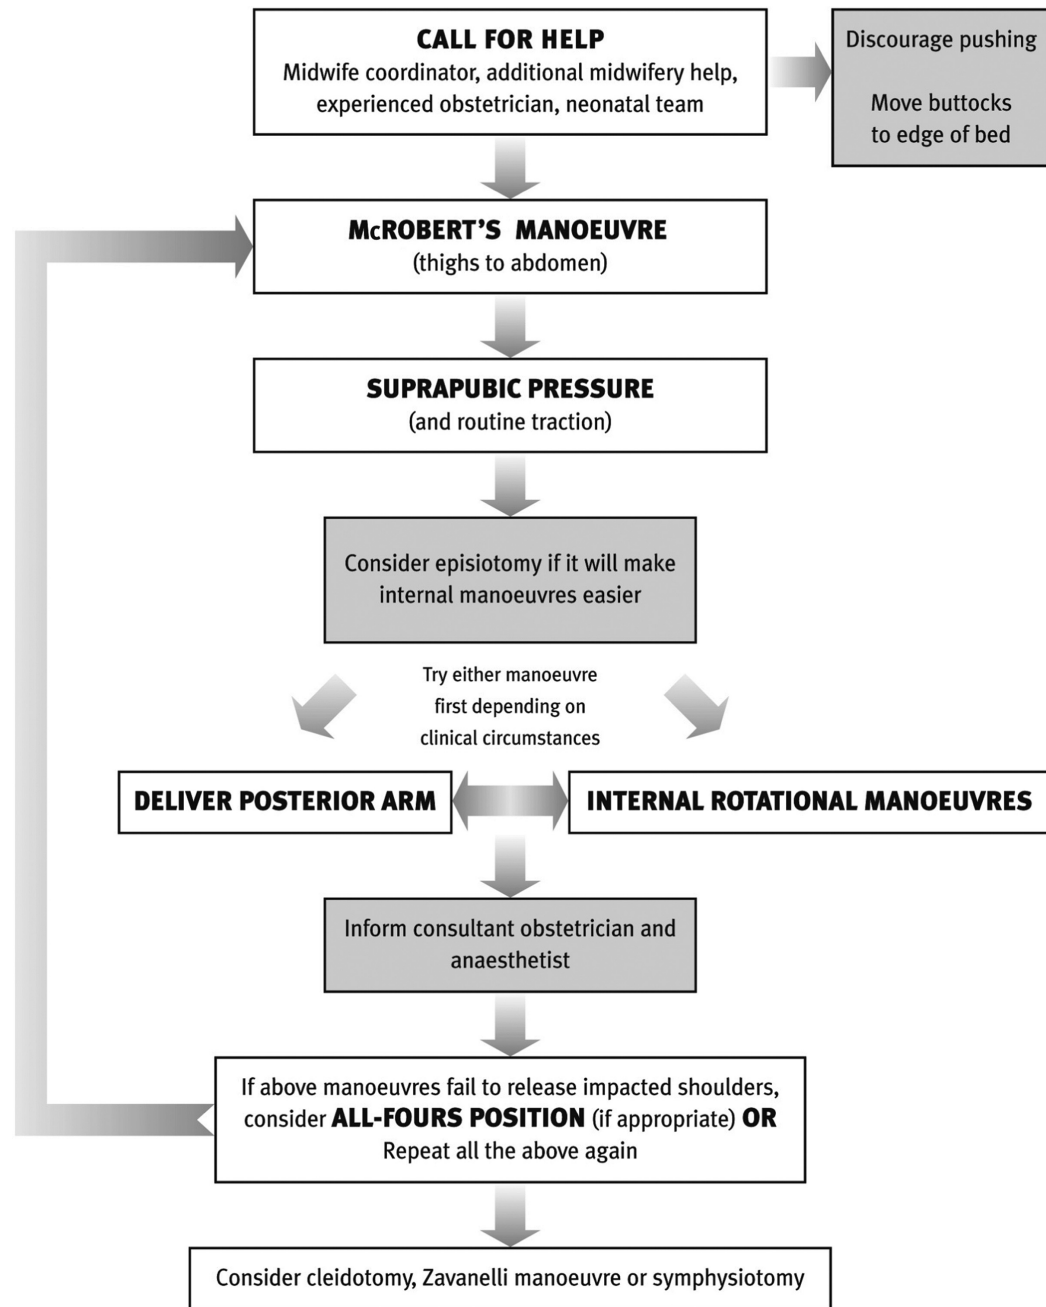 CALL FOR HELP
Midwife coordinator, additional midwifery help,
experienced obstetrician, neonatal team
Discourage pushing
Move buttocks
to edge of bed
McROBERT’S MANOEUVRE
(thighs to abdomen)
SUPRAPUBIC PRESSURE
(and routine traction)
Consider episiotomy if it will make
internal manoeuvres easier
Try either manoeuvre
first depending on
clinical circumstances
DELIVER POSTERIOR ARM
INTERNAL ROTATIONAL MANOEUVRES
Inform consultant obstetrician and
anaesthetist
If above manoeuvres fail to release impacted shoulders,
consider ALL-FOURS POSITION (if appropriate) OR
Repeat all the above again
Consider cleidotomy, Zavanelli manoeuvre or symphysiotomy